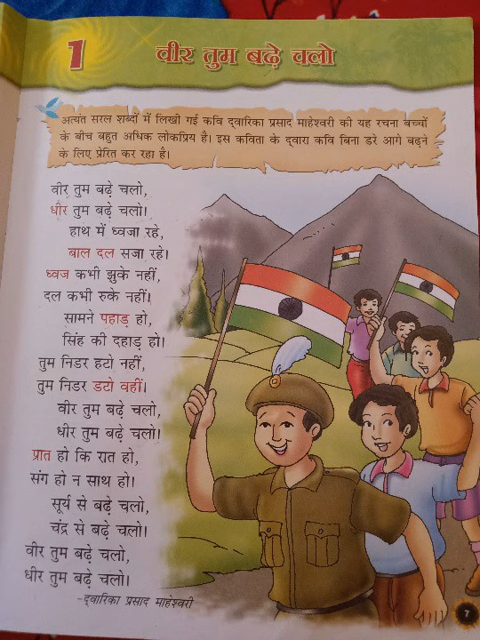 1
वीर तुम बढ़े चलो
अत्यंत सरल शब्दों में लिखी गई कवि द्वारिका प्रसाद माहेश्वरी की यह रचना बच्चों
के बीच बहुत अधिक लोकप्रिय है। इस कविता के द्वारा कवि बिना डरे आगे बढ़ने
के लिए प्रेरित कर रहा है।
वीर तुम बढ़े चलो,
धीर तुम बढ़े चलो।
हाथ में ध्वजा रहे,
बाल दल सजा रहे।
ध्वज कभी झुके नहीं,
दल कभी रुके नहीं।
सामने पहाड़ हो,
सिंह की दहाड़ हो।
तुम निडर हटो नहीं,
तुम निडर डटो वहीं।
वीर तुम बढ़े चलो,
धीर तुम बढ़े चलो।
प्रात हो कि रात हो,
संग हो न साथ हो।
सूर्य से बढ़े चलो,
चंद्र से बढ़े चलो।
वीर तुम बढ़े चलो,
धीर तुम बढ़े चलो।
-द्वारिका प्रसाद माहेश्वरी
7